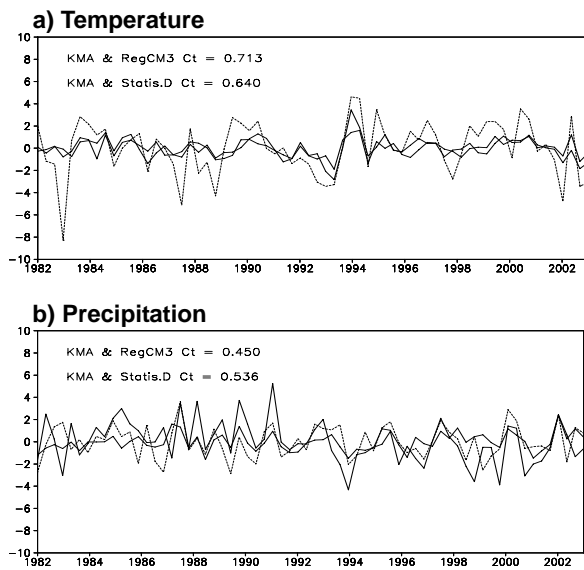 a) Temperature
10
8
6
4
2
0
−2
−4
−6
−8
−10
KMA & RegCM3 Ct = 0.713
KMA & Statis.D Ct = 0.640
1982 1984 1986 1988 1990 1992 1994 1996 1998 2000 2002
b) Precipitation
10
8
6
4
2
0
−2
−4
−6
−8
−10
KMA & RegCM3 Ct = 0.450
KMA & Statis.D Ct = 0.536
1982 1984 1986 1988 1990 1992 1994 1996 1998 2000 2002